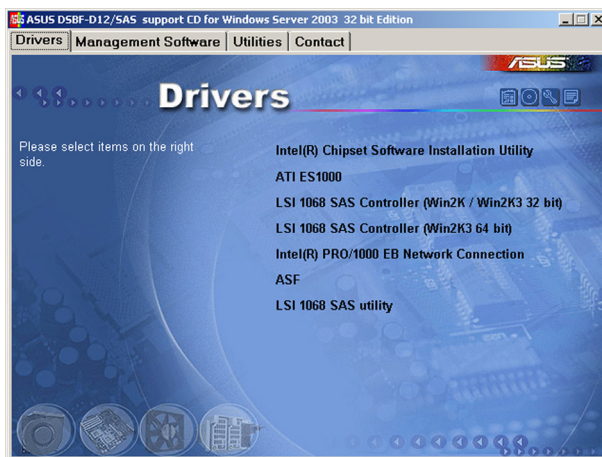 ASUS DSBF-D12/SAS support CD for Windows Server 2003 32 bit Edition
Drivers Management Software Utilities Contact
ASUS
Drivers
Please select items on the right
side.
Intel(R) Chipset Software Installation Utility
ATI ES1000
LSI 1068 SAS Controller (Win2K / Win2K3 32 bit)
LSI 1068 SAS Controller (Win2K3 64 bit)
Intel(R) PRO/1000 EB Network Connection
ASF
LSI 1068 SAS utility